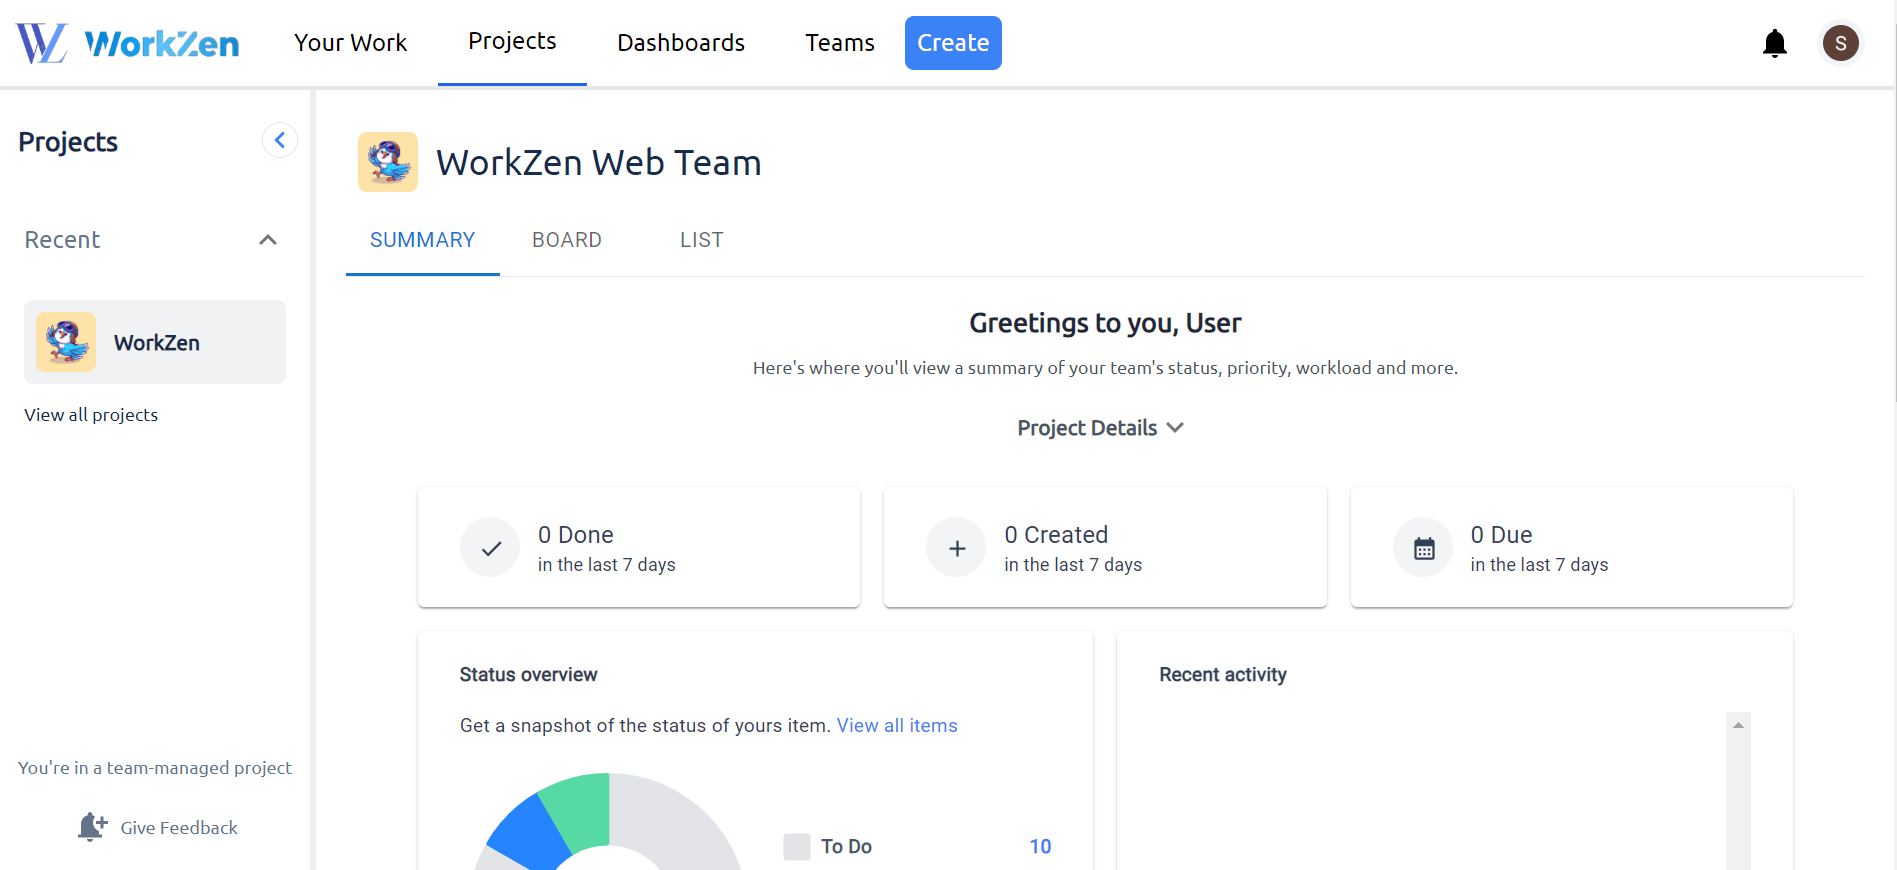 WorkZen
Your Work
Projects
Dashboards
Teams
Create
S
Projects
Recent
WorkZen
View all projects
You're in a team-managed project
Give Feedback
WorkZen Web Team
SUMMARY
BOARD
LIST
Greetings to you, User
Here's where you'll view a summary of your team's status, priority, workload and more.
Project Details
0 Done
in the last 7 days
0 Created
in the last 7 days
0 Due
in the last 7 days
Status overview
Get a snapshot of the status of yours item. View all items
To Do 10
Recent activity